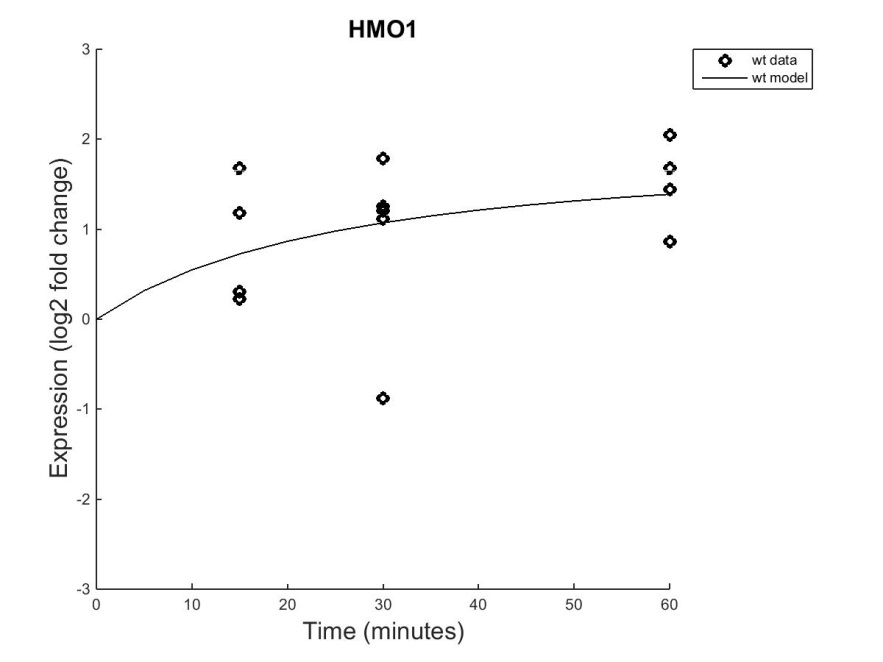 HMO1
wt data
wt model
Expression (log2 fold change)
3
2
1
0
-1
-2
-3
0 10 20 30 40 50 60
Time (minutes)